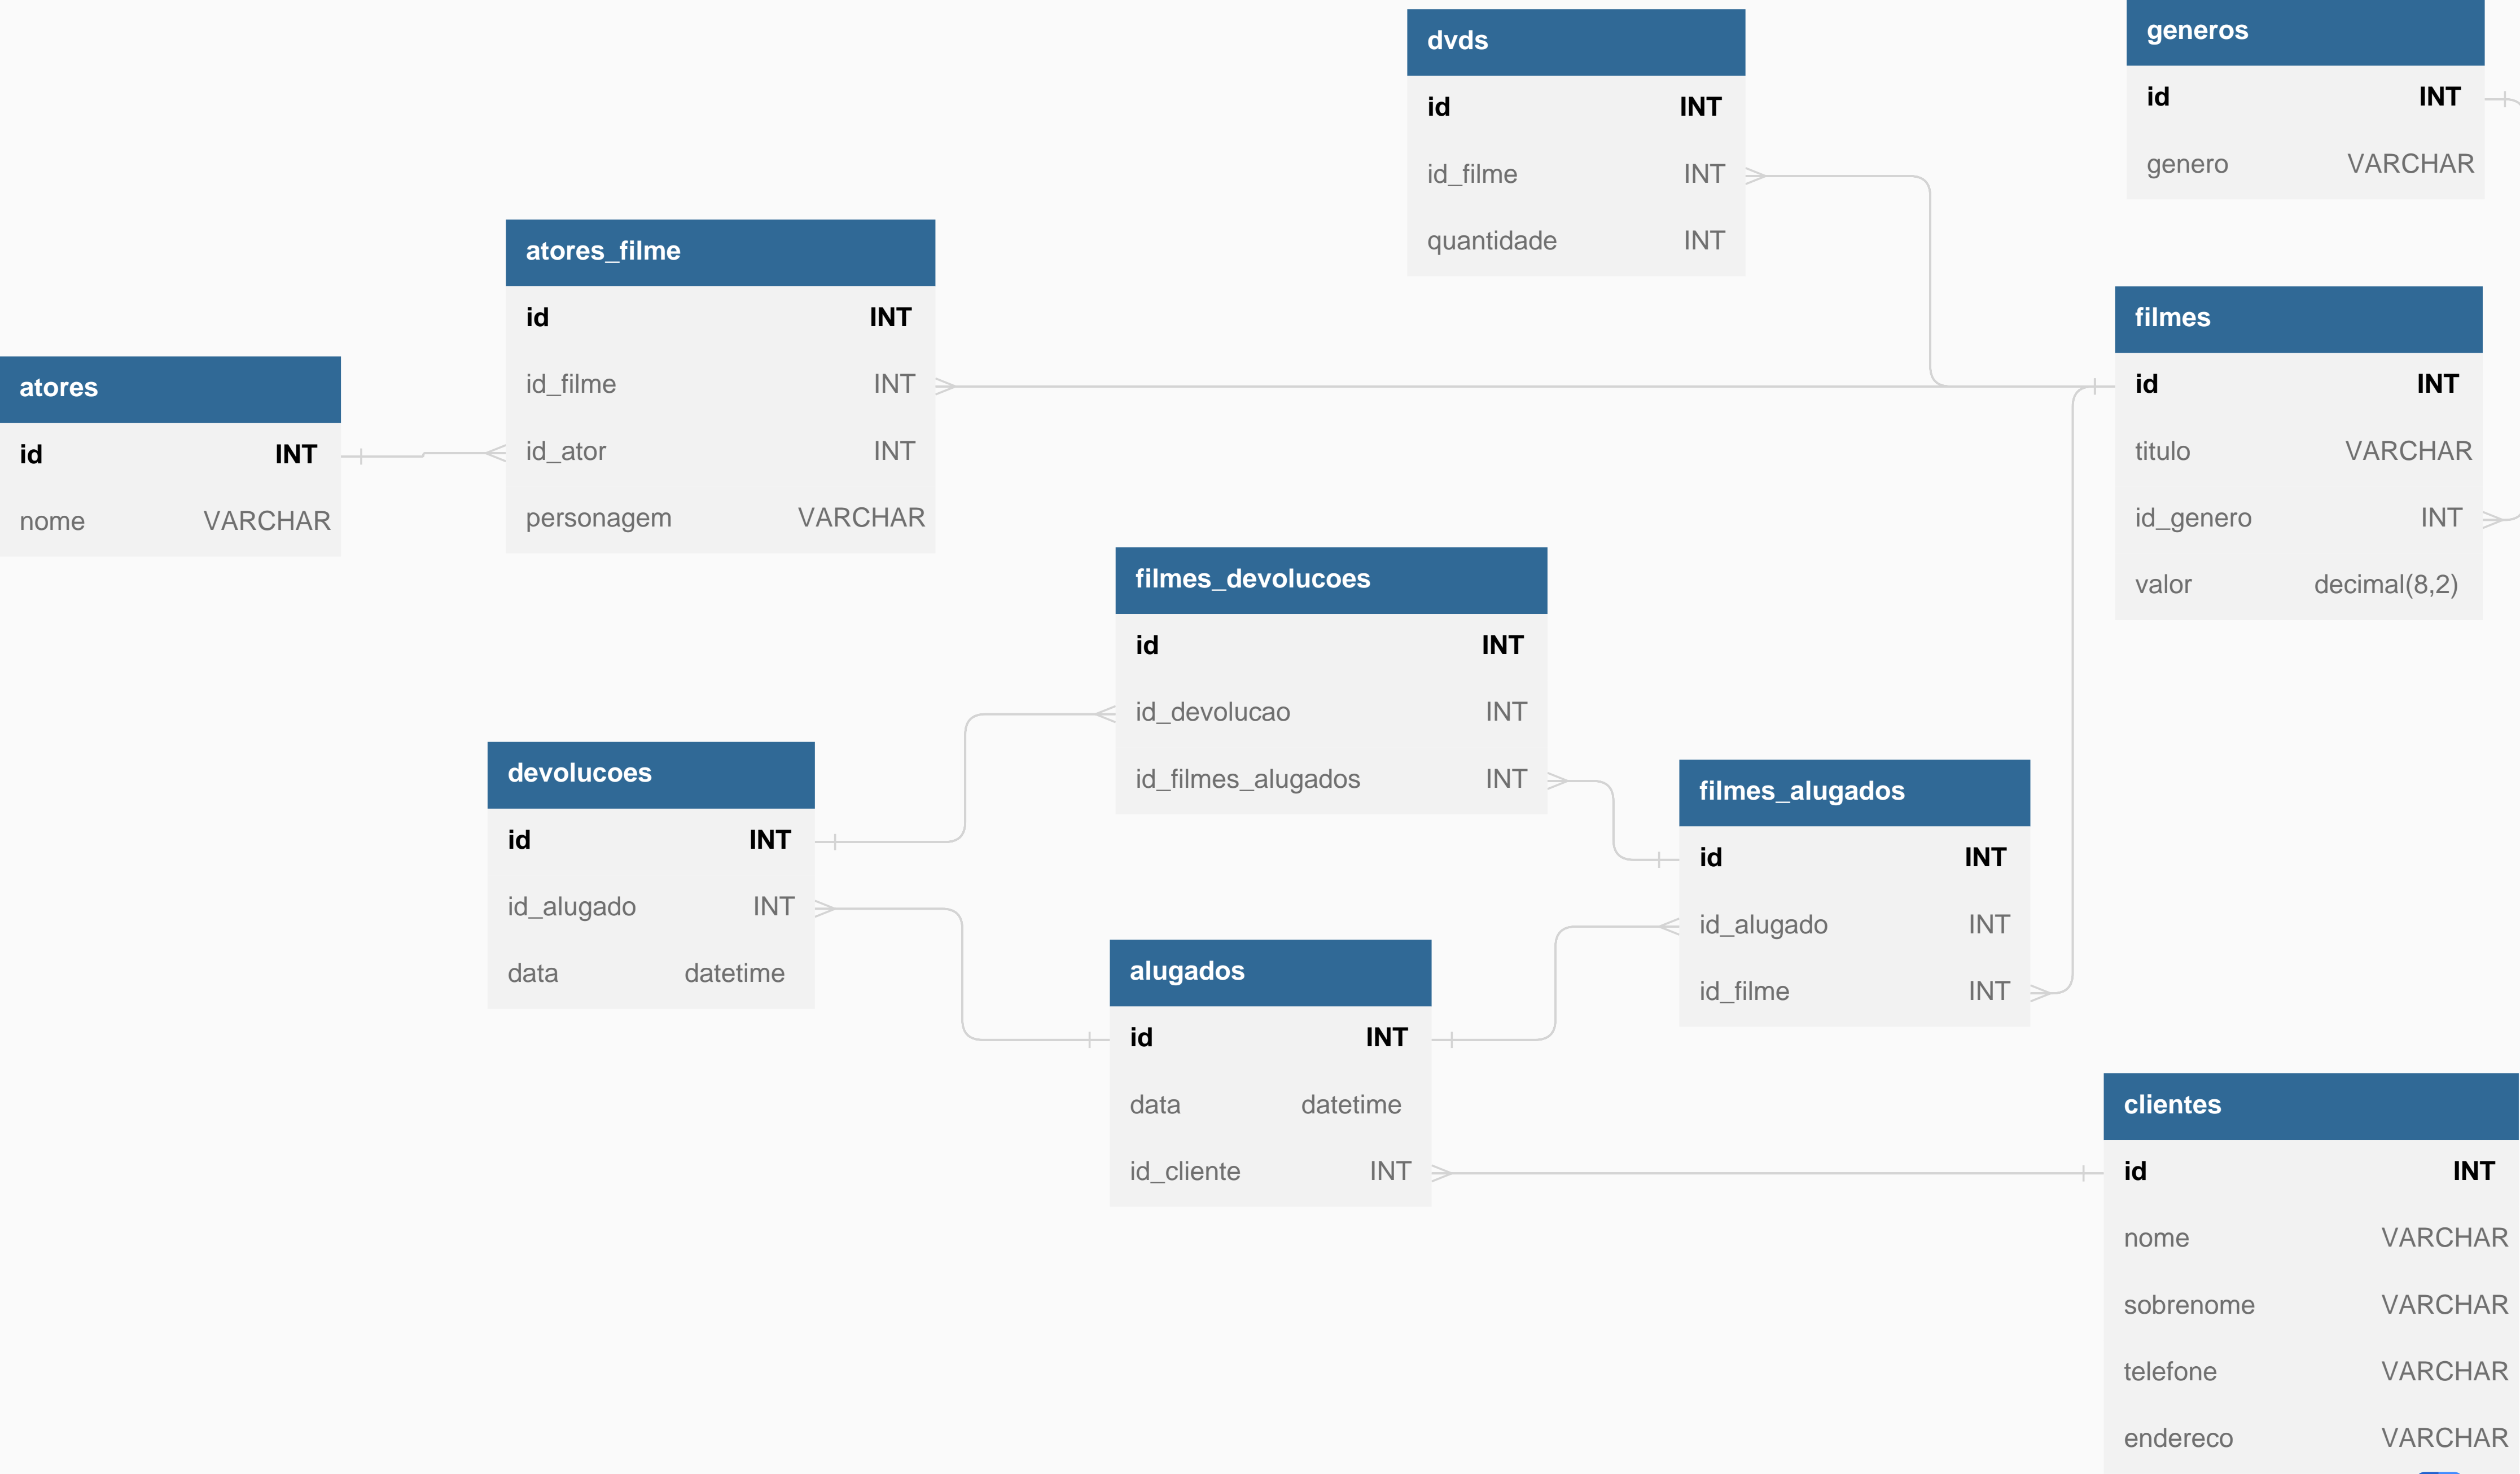 dvds
id INT
id_filme INT
quantidade INT
generos
id INT
genero VARCHAR
atores_filme
id INT
id_filme INT
id_ator INT
personagem VARCHAR
filmes
id INT
titulo VARCHAR
id_genero INT
valor decimal(8,2)
atores
id INT
nome VARCHAR
filmes_devolucoes
id INT
id_devolucao INT
id_filmes_alugados INT
devolucoes
id INT
id_alugado INT
data datetime
filmes_alugados
id INT
id_alugado INT
id_filme INT
alugados
id INT
data datetime
id_cliente INT
clientes
id INT
nome VARCHAR
sobrenome VARCHAR
telefone VARCHAR
endereco VARCHAR